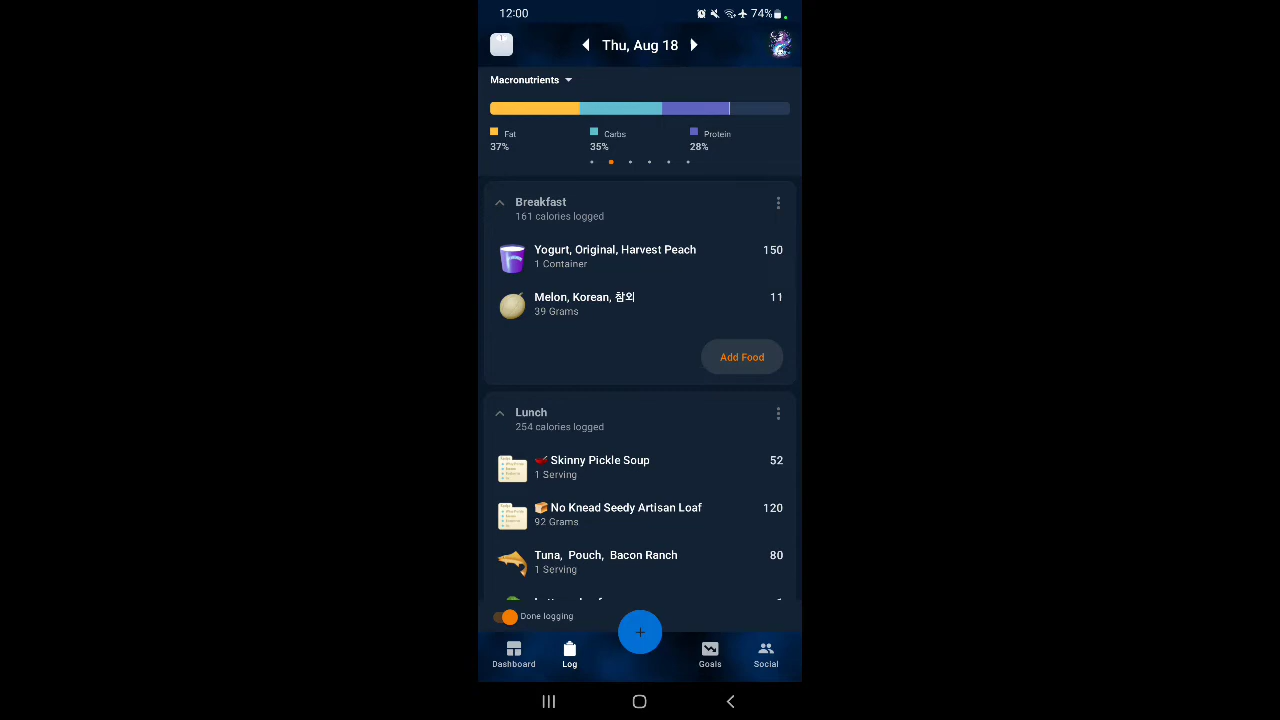 12:00
74%
Thu, Aug 18
Macronutrients
Fat
37%
Carbs
35%
Protein
28%
Breakfast
161 calories logged
Yogurt, Original, Harvest Peach
150
1 Container
Melon, Korean, 참외
11
39 Grams
Add Food
Lunch
254 calories logged
Skinny Pickle Soup
52
1 Serving
No Knead Seedy Artisan Loaf
120
92 Grams
Tuna, Pouch, Bacon Ranch
80
1 Serving
Done logging
Dashboard
Log
Goals
Social